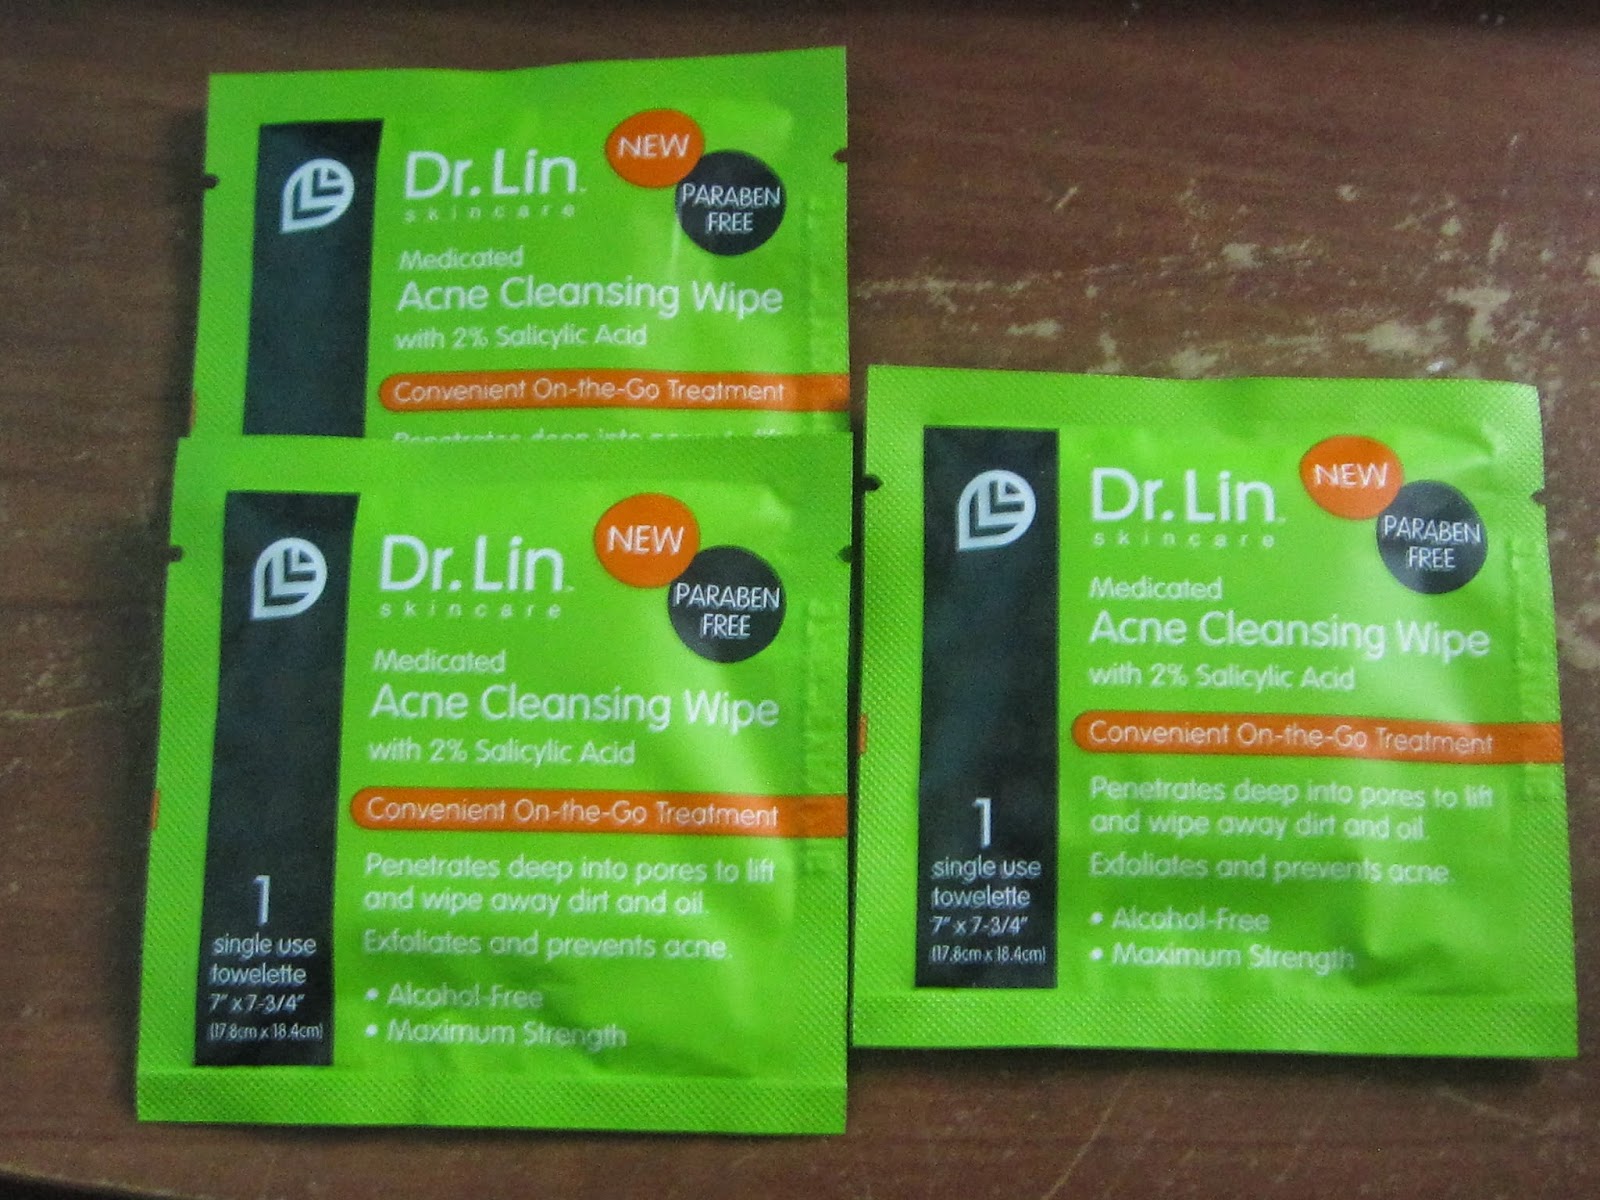 Dr. Lin
skincare
NEW
PARABEN
FREE
Medicated
Acne Cleansing Wipe
with 2% Salicylic Acid
Convenient On-the-Go Treatment
Penetrates deep into pores to lift
Dr. Lin
skincare
NEW
PARABEN
FREE
Medicated
Acne Cleansing Wipe
with 2% Salicylic Acid
Convenient On-the-Go Treatment
Penetrates deep into pores to lift
and wipe away dirt and oil.
Exfoliates and prevents acne.
• Alcohol-Free
• Maximum Strength
1
single use
towelette
7" x 7-3/4"
(17.8cm x 18.4cm)
Dr. Lin
skincare
NEW
PARABEN
FREE
Medicated
Acne Cleansing Wipe
with 2% Salicylic Acid
Convenient On-the-Go Treatment
Penetrates deep into pores to lift
and wipe away dirt and oil.
Exfoliates and prevents acne.
• Alcohol-Free
• Maximum Strength
1
single use
towelette
7" x 7-3/4"
(17.8cm x 18.4cm)